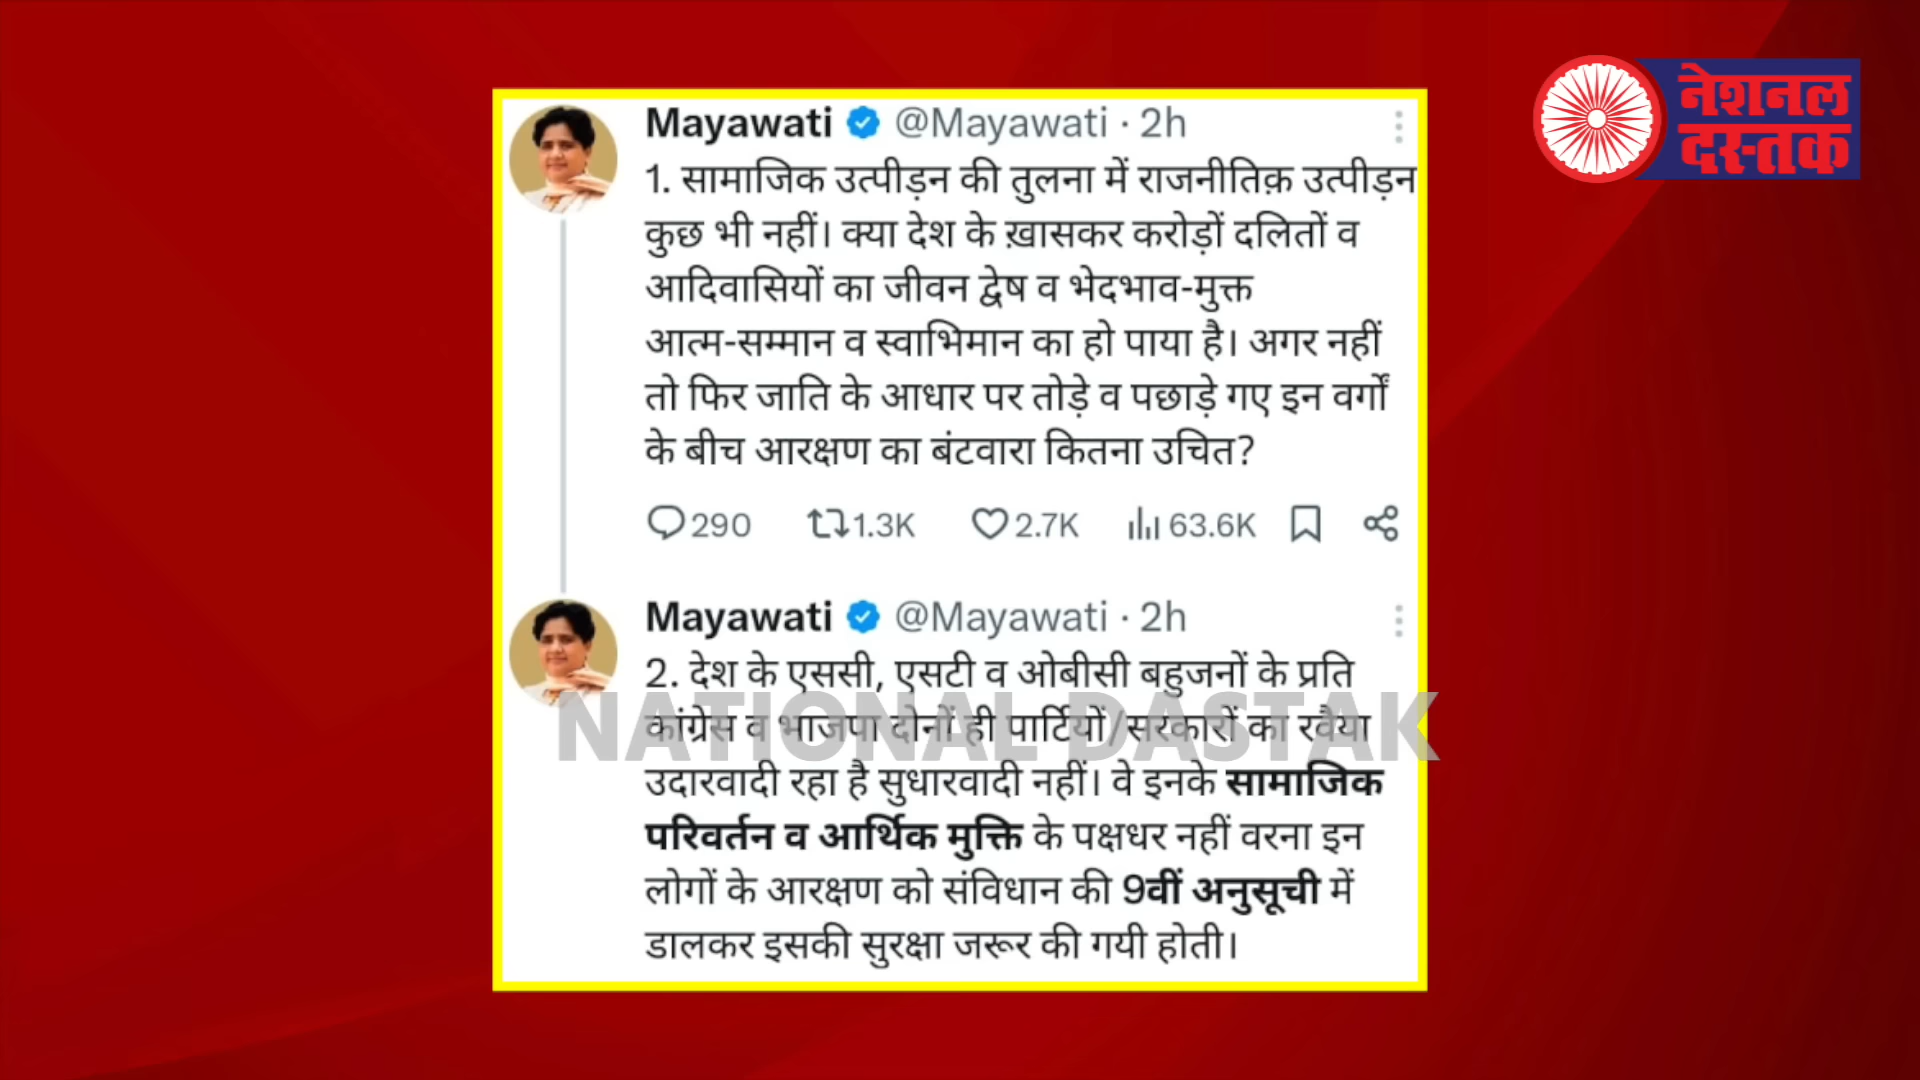 नेशनल
दस्तक
Mayawati @Mayawati · 2h
1. सामाजिक उत्पीड़न की तुलना में राजनीतिक़ उत्पीड़न
कुछ भी नहीं। क्या देश के ख़ासकर करोड़ों दलितों व
आदिवासियों का जीवन द्वेष व भेदभाव-मुक्त
आत्म-सम्मान व स्वाभिमान का हो पाया है। अगर नहीं
तो फिर जाति के आधार पर तोड़े व पछाड़े गए इन वर्गों
के बीच आरक्षण का बंटवारा कितना उचित?
290 1.3K 2.7K 63.6K
Mayawati @Mayawati · 2h
2. देश के एससी, एसटी व ओबीसी बहुजनों के प्रति
कांग्रेस व भाजपा दोनों ही पार्टियों/सरकारों का रवैया
NATIONAL DASTAK
उदारवादी रहा है सुधारवादी नहीं। वे इनके सामाजिक
परिवर्तन व आर्थिक मुक्ति के पक्षधर नहीं वरना इन
लोगों के आरक्षण को संविधान की 9वीं अनुसूची में
डालकर इसकी सुरक्षा जरूर की गयी होती।